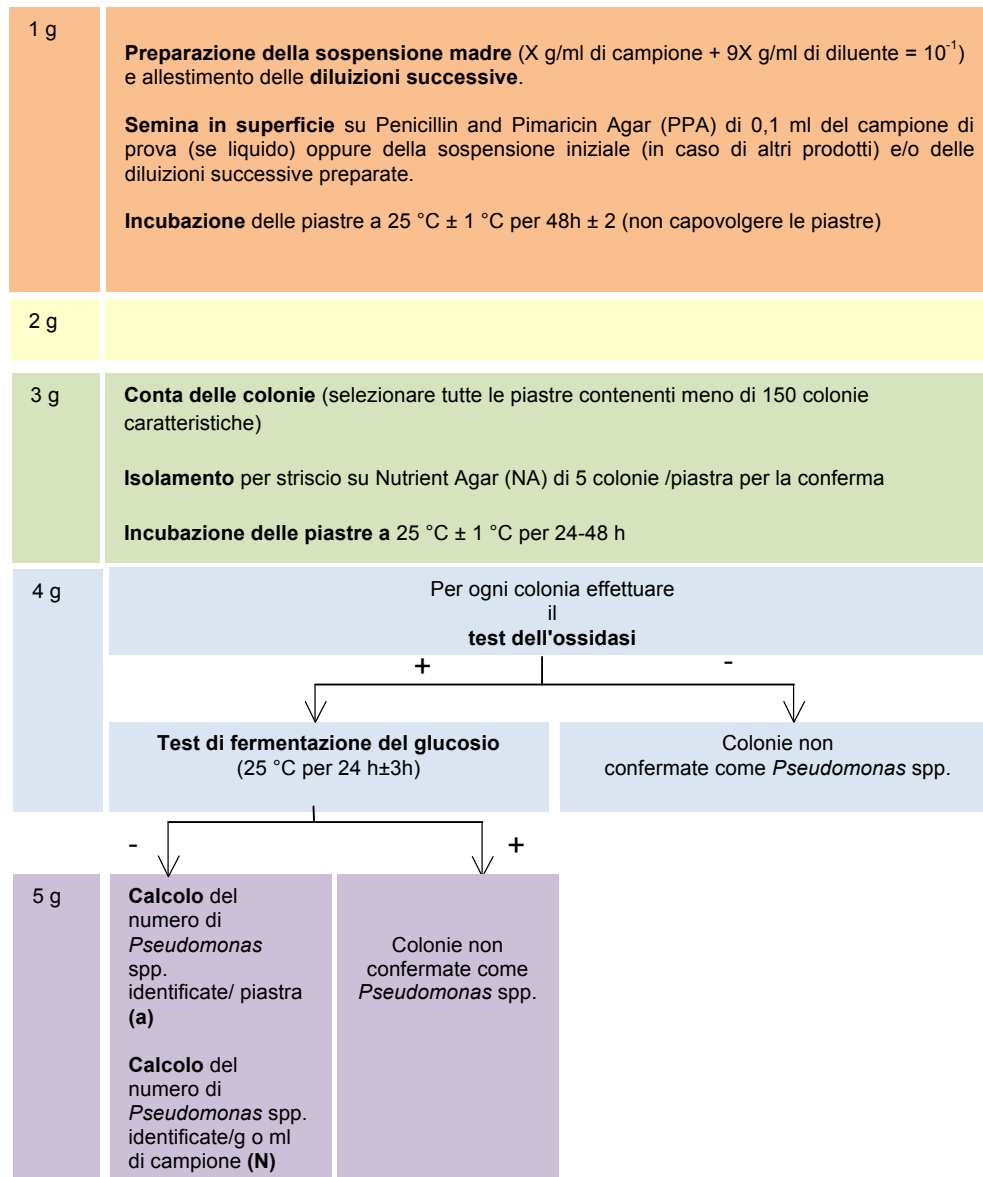 1 g
Preparazione della sospensione madre (X g/ml di campione + 9X g/ml di diluente = 10-1)
e allestimento delle diluizioni successive.
Semina in superficie su Penicillin and Pimaricin Agar (PPA) di 0,1 ml del campione di
prova (se liquido) oppure della sospensione iniziale (in caso di altri prodotti) e/o delle
diluizioni successive preparate.
Incubazione delle piastre a 25 °C ± 1 °C per 48h ± 2 (non capovolgere le piastre)
2 g
3 g
Conta delle colonie (selezionare tutte le piastre contenenti meno di 150 colonie
caratteristiche)
Isolamento per striscio su Nutrient Agar (NA) di 5 colonie /piastra per la conferma
Incubazione delle piastre a 25 °C ± 1 °C per 24-48 h
4 g
Per ogni colonia effettuare
il
test dell'ossidasi
+ -
Test di fermentazione del glucosio
(25 °C per 24 h±3h)
Colonie non
confermate come Pseudomonas spp.
- +
5 g
Calcolo del
numero di
Pseudomonas
spp.
identificate/ piastra
(a)
Calcolo del
numero di
Pseudomonas spp.
identificate/g o ml
di campione (N)
Colonie non
confermate come
Pseudomonas spp.